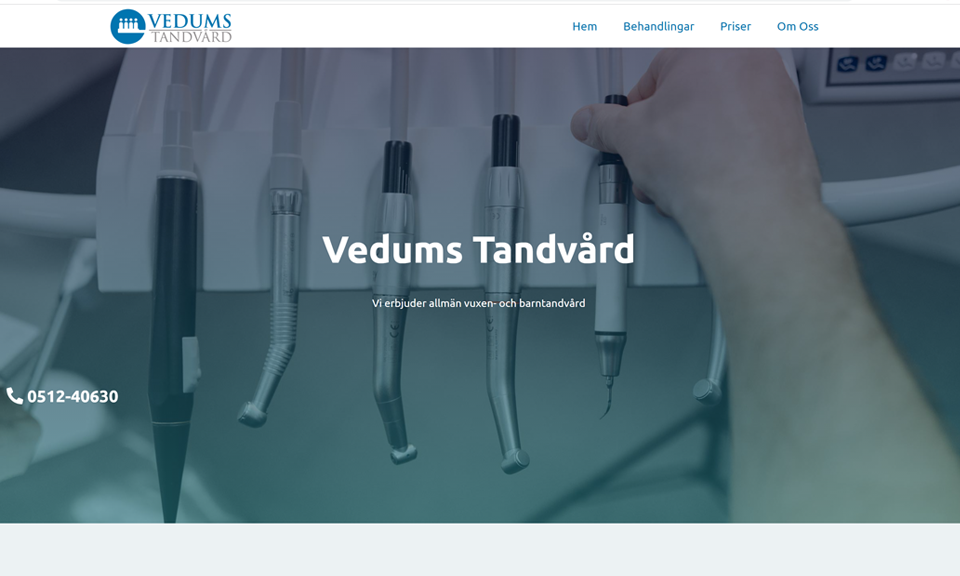 VEDUMS
TANDVÅRD
Hem
Behandlingar
Priser
Om Oss
Vedums Tandvård
Vi erbjuder allmän vuxen- och barntandvård
0512-40630